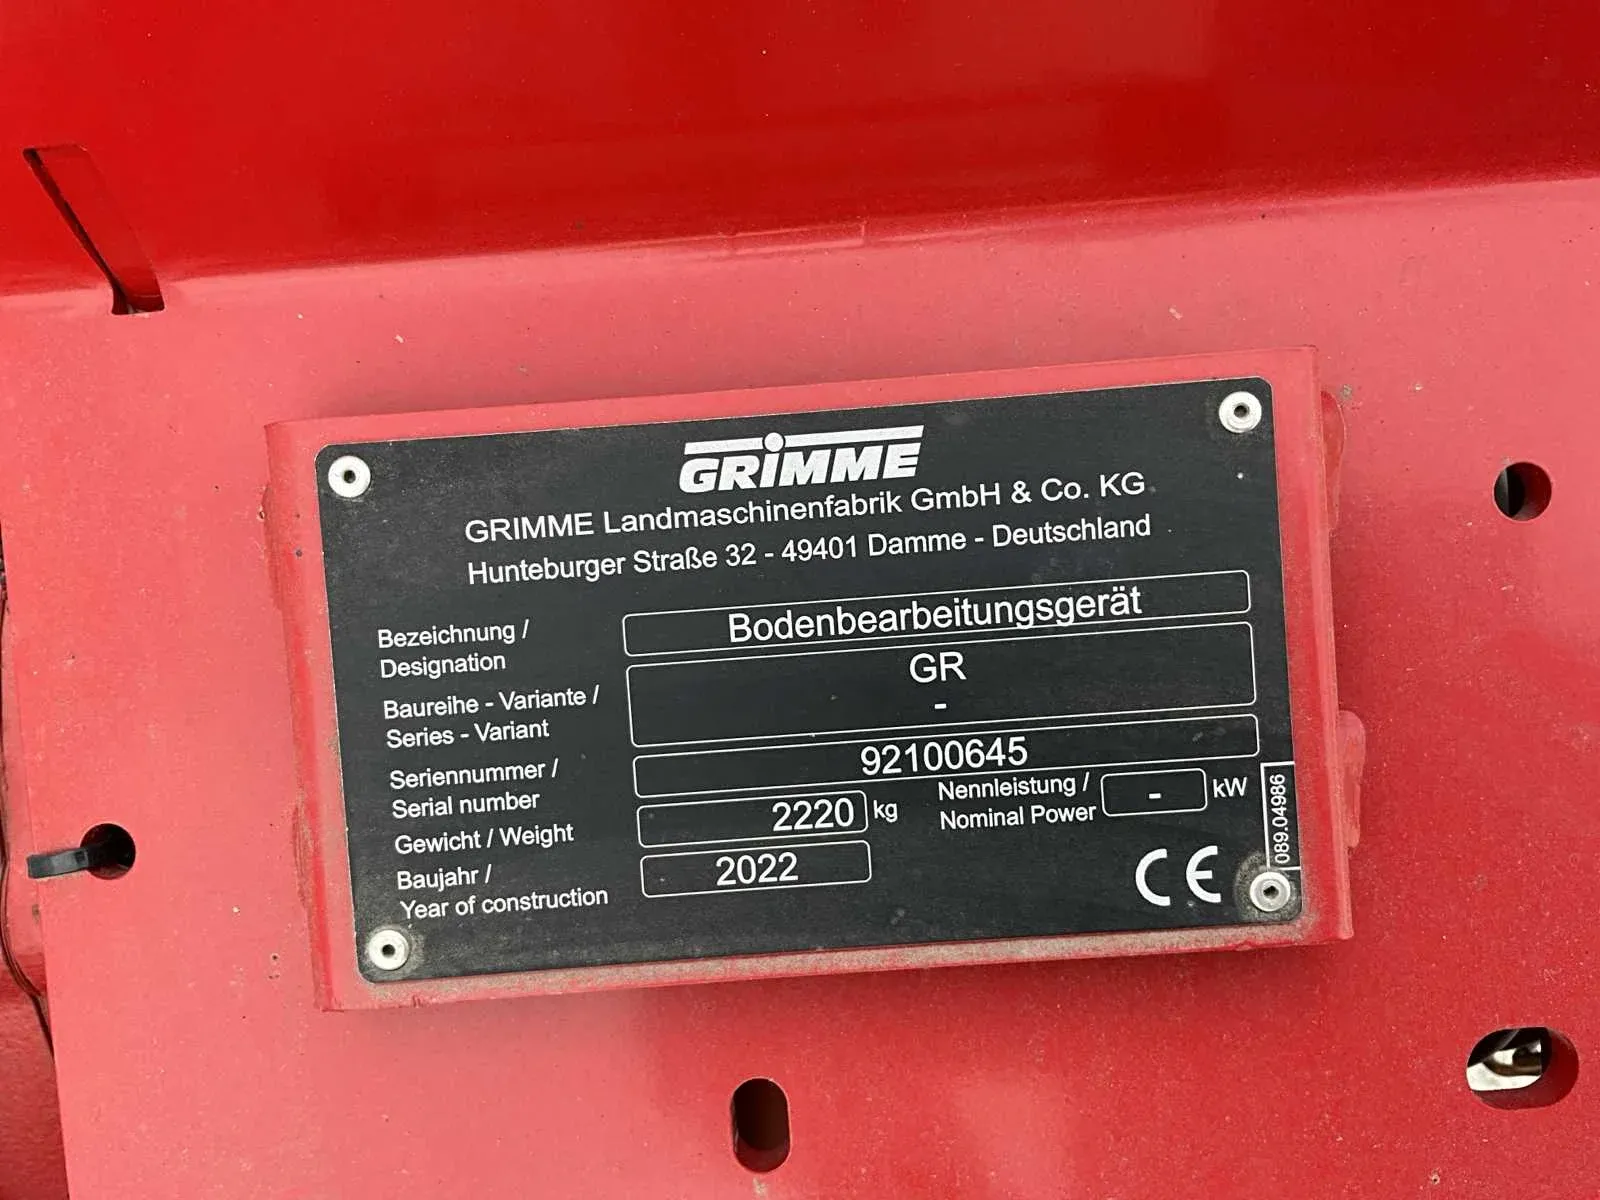 GRIMME
GRIMME Landmaschinenfabrik GmbH & Co. KG
Hunteburger Straße 32 - 49401 Damme - Deutschland
Bezeichnung /
Designation
Bodenbearbeitungsgerät
Baureihe - Variante /
Series - Variant
GR
-
Seriennummer /
Serial number
92100645
Gewicht / Weight
2220 kg
Nennleistung /
Nominal Power
- kW
Baujahr /
Year of construction
2022
CE
089.04986